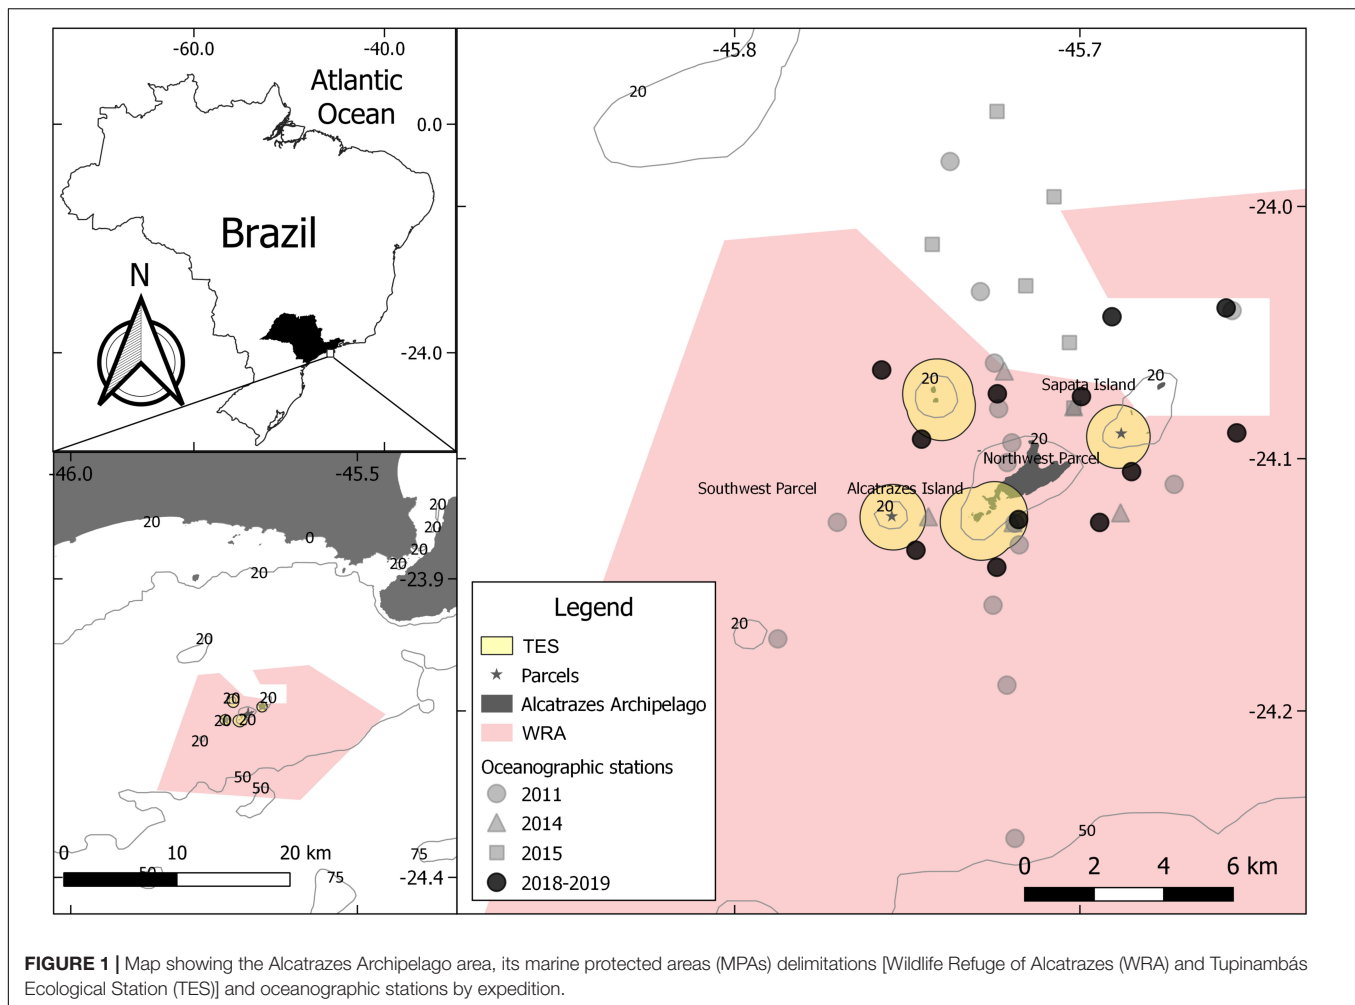 -60.0
-40.0
Atlantic
Ocean
0.0
Brazil
N
-24.0
-46.0
-45.5
20
20
20
20
20
0
20
-23.9
20
20
20
20
20
20
50
50
0
10
20 km
50
75
75
-24.4
-45.8
-45.7
20
-24.0
20
Sapata Island
20
20
Northwest Parcel
-24.1
Southwest Parcel
Alcatrazes Island
20
20
-24.2
50
0
2
4
6 km
Legend
TES
Parcels
Alcatrazes Archipelago
WRA
Oceanographic stations
2011
2014
2015
2018-2019
FIGURE 1 | Map showing the Alcatrazes Archipelago area, its marine protected areas (MPAs) delimitations [Wildlife Refuge of Alcatrazes (WRA) and Tupinambás
Ecological Station (TES)] and oceanographic stations by expedition.